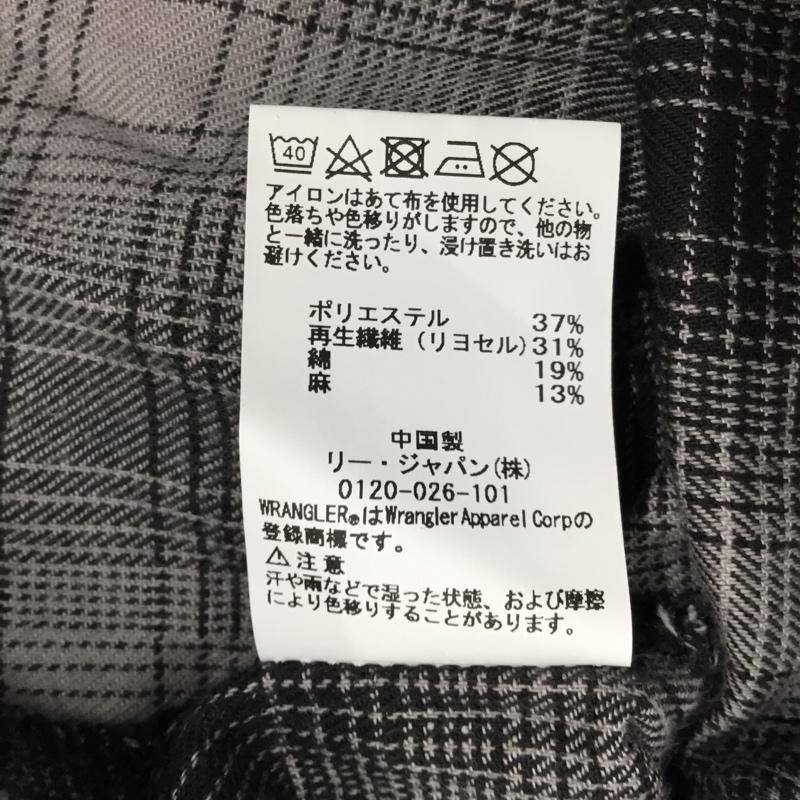 40
アイロンはあて布を使用してください。
色落ちや色移りがしますので、他の物
と一緒に洗ったり、浸け置き洗いはお
避けください。
ポリエステル 37%
再生繊維(リヨセル)31%
綿 19%
麻 13%
中国製
リー・ジャパン(株)
0120-026-101
WRANGLER®はWrangler Apparel Corpの
登録商標です。
⚠注意
汗や雨などで湿った状態、および摩擦
により色移りすることがあります。